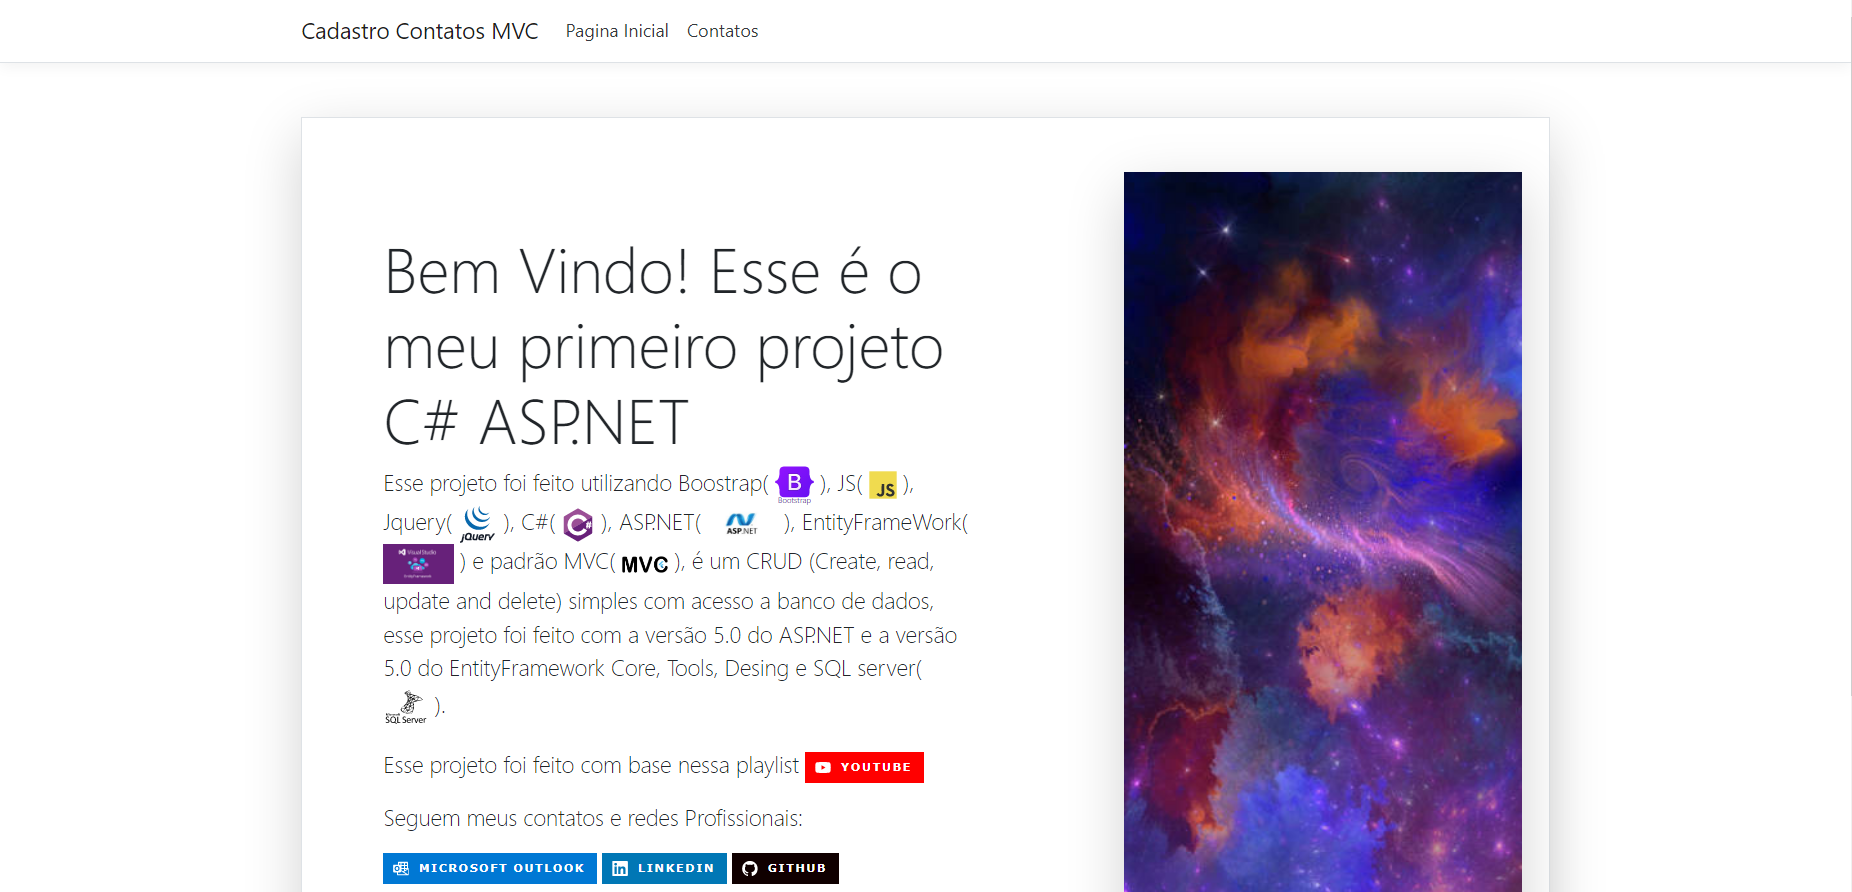 Cadastro Contatos MVC Pagina Inicial Contatos
Bem Vindo! Esse é o
meu primeiro projeto
C# ASP.NET
Esse projeto foi feito utilizando Boostrap( B Bootstrap ), JS( JS ),
Jquery( jQuery ), C#( C# ), ASP.NET( ASP.NET ), EntityFrameWork(
Visual Studio ) e padrão MVC( MVC ), é um CRUD (Create, read,
update and delete) simples com acesso a banco de dados,
esse projeto foi feito com a versão 5.0 do ASP.NET e a versão
5.0 do EntityFramework Core, Tools, Desing e SQL server(
Microsoft SQL Server ).
Esse projeto foi feito com base nessa playlist YOUTUBE
Seguem meus contatos e redes Profissionais:
MICROSOFT OUTLOOK LINKEDIN GITHUB